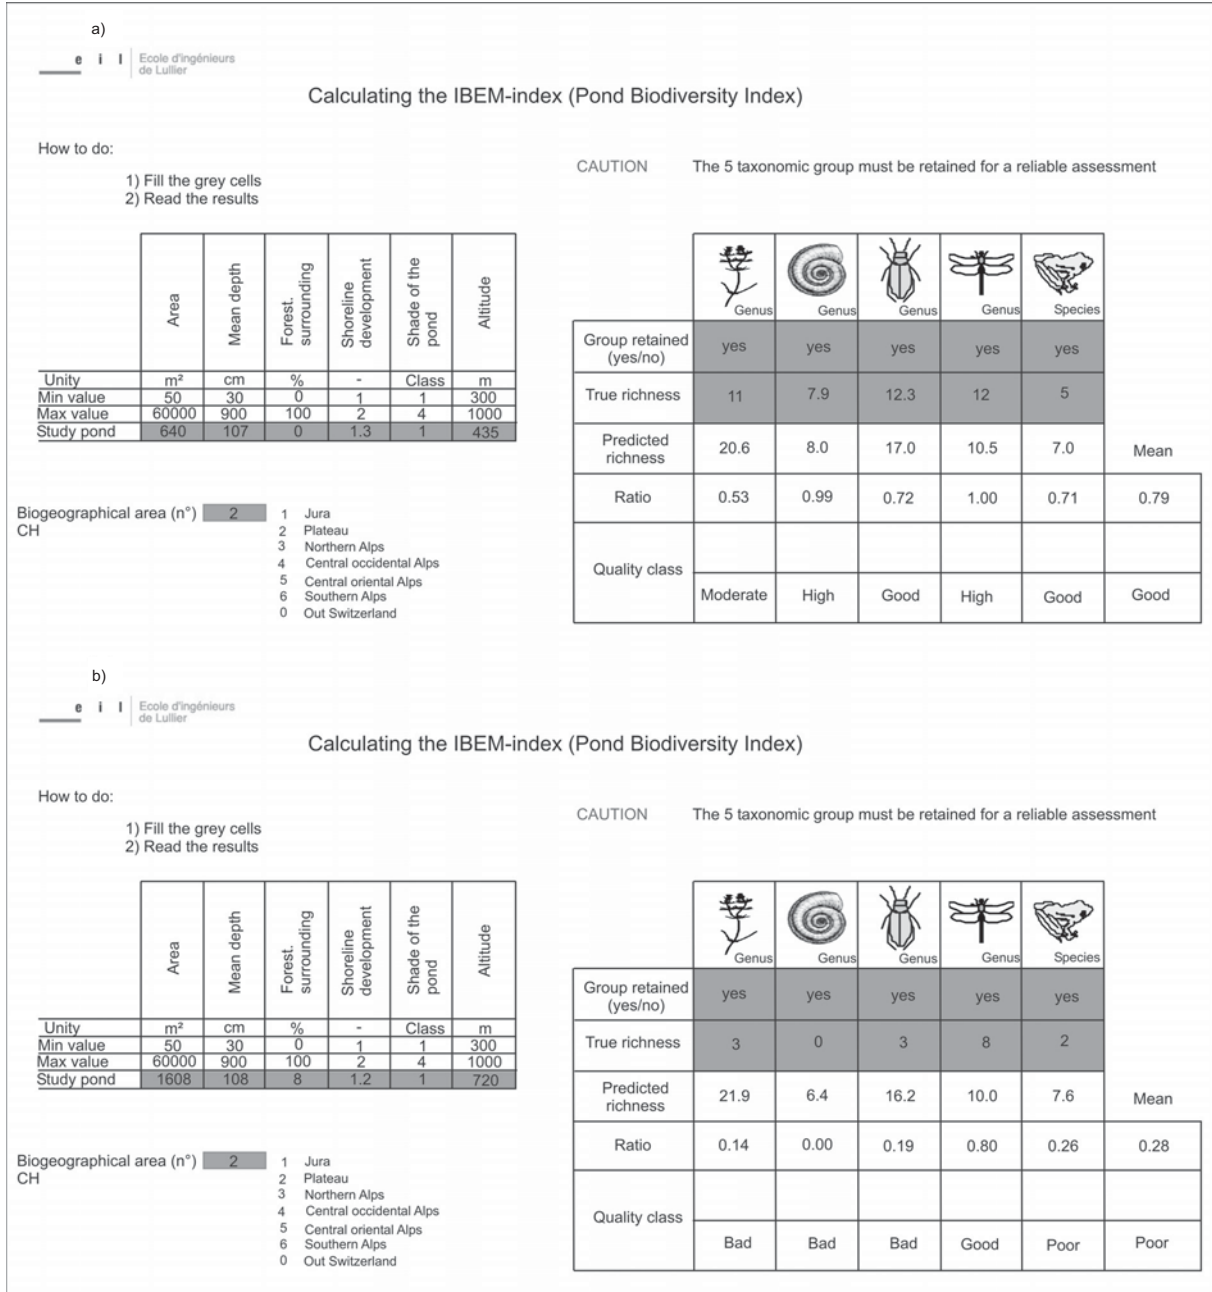 a)
e i l Ecole d'ingénieurs
de Lullier
Calculating the IBEM-index (Pond Biodiversity Index)
How to do:
1) Fill the grey cells
2) Read the results
CAUTION The 5 taxonomic group must be retained for a reliable assessment
Area Mean depth Forest. surrounding Shoreline development Shade of the pond Altitude
Unity m² cm % - Class m
Min value 50 30 0 1 1 300
Max value 60000 900 100 2 4 1000
Study pond 640 107 0 1.3 1 435
Biogeographical area (n°) 2
CH
1 Jura
2 Plateau
3 Northern Alps
4 Central occidental Alps
5 Central oriental Alps
6 Southern Alps
0 Out Switzerland
Genus Genus Genus Genus Species
Group retained (yes/no) yes yes yes yes yes
True richness 11 7.9 12.3 12 5
Predicted richness 20.6 8.0 17.0 10.5 7.0 Mean
Ratio 0.53 0.99 0.72 1.00 0.71 0.79
Quality class
Moderate High Good High Good Good
b)
e i l Ecole d'ingénieurs
de Lullier
Calculating the IBEM-index (Pond Biodiversity Index)
How to do:
1) Fill the grey cells
2) Read the results
CAUTION The 5 taxonomic group must be retained for a reliable assessment
Area Mean depth Forest. surrounding Shoreline development Shade of the pond Altitude
Unity m² cm % - Class m
Min value 50 30 0 1 1 300
Max value 60000 900 100 2 4 1000
Study pond 1608 108 8 1.2 1 720
Biogeographical area (n°) 2
CH
1 Jura
2 Plateau
3 Northern Alps
4 Central occidental Alps
5 Central oriental Alps
6 Southern Alps
0 Out Switzerland
Genus Genus Genus Genus Species
Group retained (yes/no) yes yes yes yes yes
True richness 3 0 3 8 2
Predicted richness 21.9 6.4 16.2 10.0 7.6 Mean
Ratio 0.14 0.00 0.19 0.80 0.26 0.28
Quality class
Bad Bad Bad Good Poor Poor